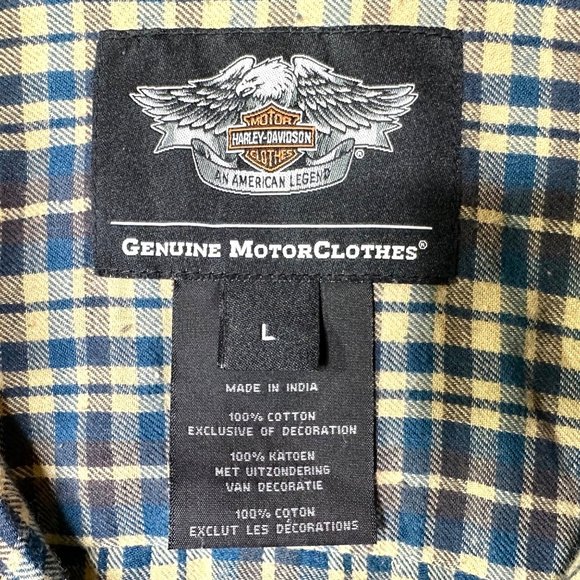 MOTOR
HARLEY-DAVIDSON
CLOTHES
®
AN AMERICAN LEGEND
GENUINE MOTORCLOTHES®
L
MADE IN INDIA
100% COTTON
EXCLUSIVE OF DECORATION
100% KATOEN
MET UITZONDERING
VAN DECORATIE
100% COTON
EXCLUT LES DÉCORATIONS